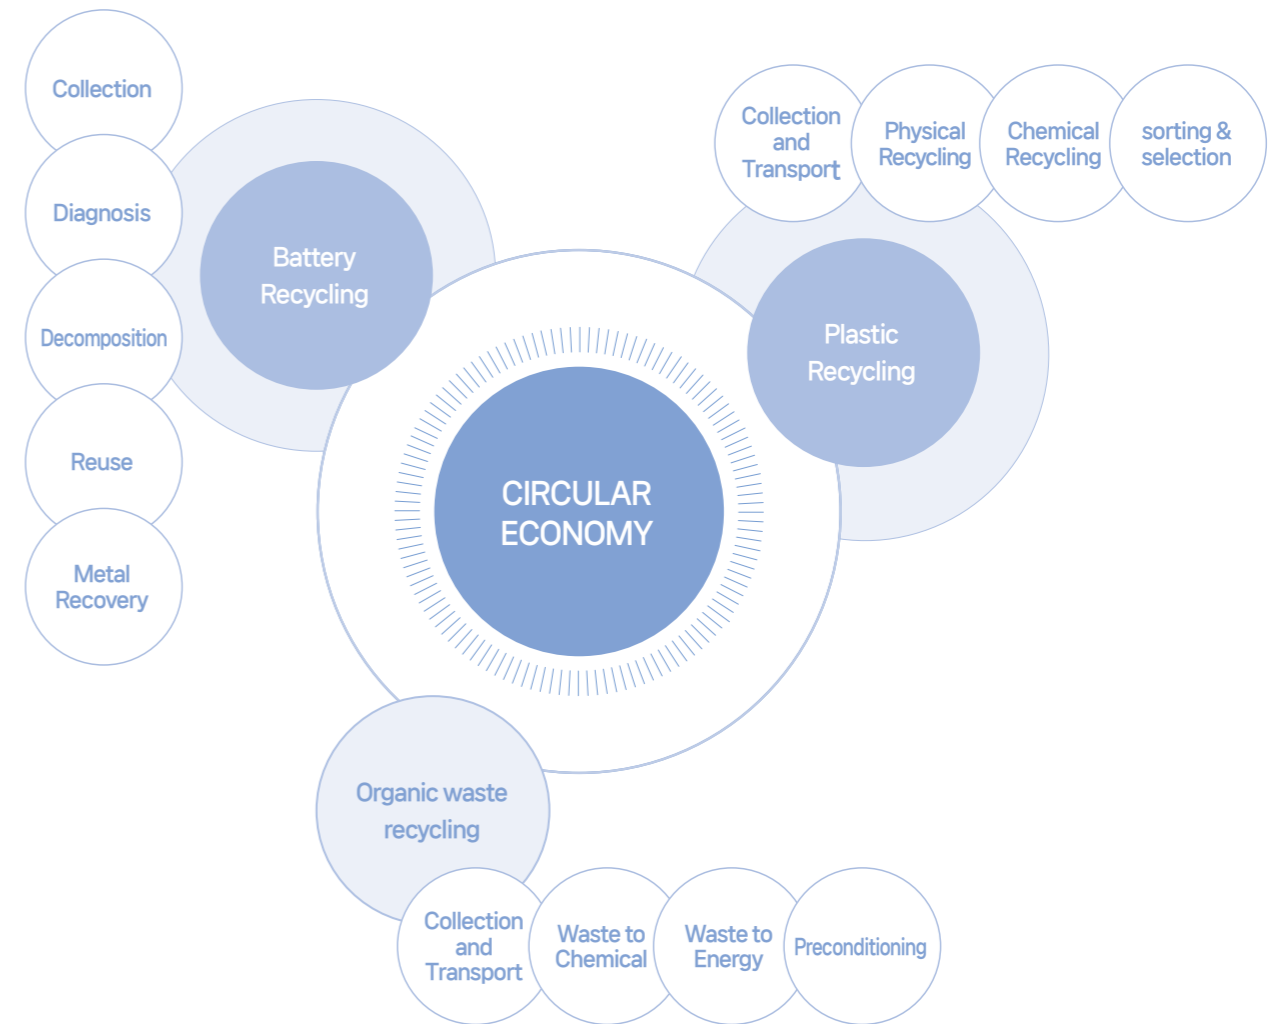 Collection
Diagnosis
Decomposition
Reuse
Metal
Recovery
Battery
Recycling
Collection
and
Transport
Physical
Recycling
Chemical
Recycling
sorting &
selection
Plastic
Recycling
CIRCULAR
ECONOMY
Organic waste
recycling
Collection
and
Transport
Waste to
Chemical
Waste to
Energy
Preconditioning